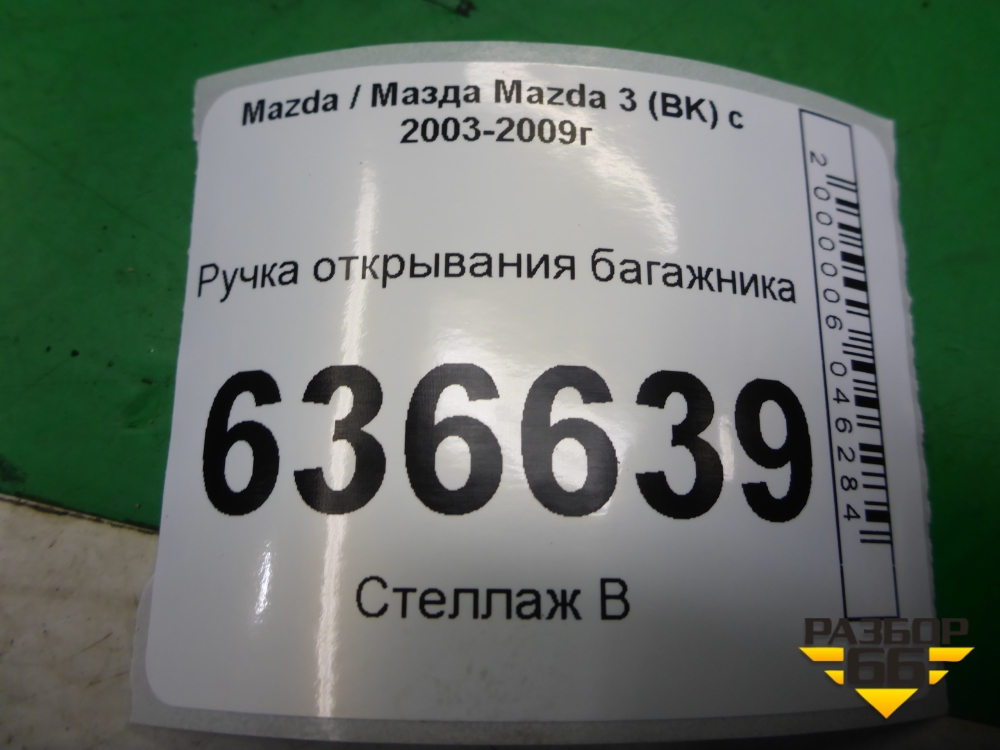 Mazda / Мазда Mazda 3 (BK) с
2003-2009г
Ручка открывания багажника
636639
Стеллаж В
2000006046284
РАЗБОР
66